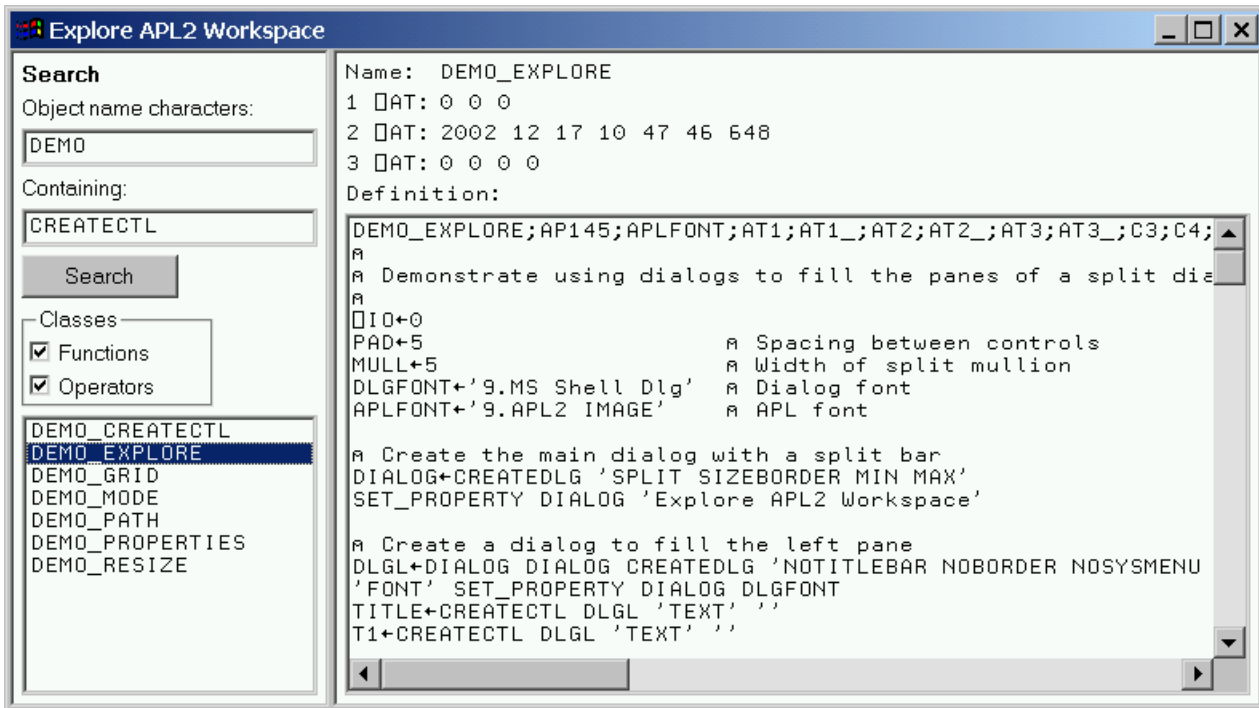 Explore APL2 Workspace
Search
Object name characters:
DEMO
Containing:
CREATECTL
Search
Classes
Functions
Operators
DEMO_CREATECTL
DEMO_EXPLORE
DEMO_GRID
DEMO_MODE
DEMO_PATH
DEMO_PROPERTIES
DEMO_RESIZE
Name:  DEMO_EXPLORE
1 ⎕AT: 0 0 0
2 ⎕AT: 2002 12 17 10 47 46 648
3 ⎕AT: 0 0 0 0
Definition:
DEMO_EXPLORE;AP145;APLFONT;AT1;AT1_;AT2;AT2_;AT3;AT3_;C3;C4;
⍝
⍝ Demonstrate using dialogs to fill the panes of a split dia
⍝
⎕IO←0
PAD←5                    ⍝ Spacing between controls
MULL←5                   ⍝ Width of split mullion
DLGFONT←'9.MS Shell Dlg'  ⍝ Dialog font
APLFONT←'9.APL2 IMAGE'    ⍝ APL font
⍝ Create the main dialog with a split bar
DIALOG←CREATEDLG 'SPLIT SIZEBORDER MIN MAX'
SET_PROPERTY DIALOG 'Explore APL2 Workspace'
⍝ Create a dialog to fill the left pane
DLGL←DIALOG DIALOG CREATEDLG 'NOTITLEBAR NOBORDER NOSYSMENU
'FONT' SET_PROPERTY DIALOG DLGFONT
TITLE←CREATECTL DLGL 'TEXT' ''
T1←CREATECTL DLGL 'TEXT' ''